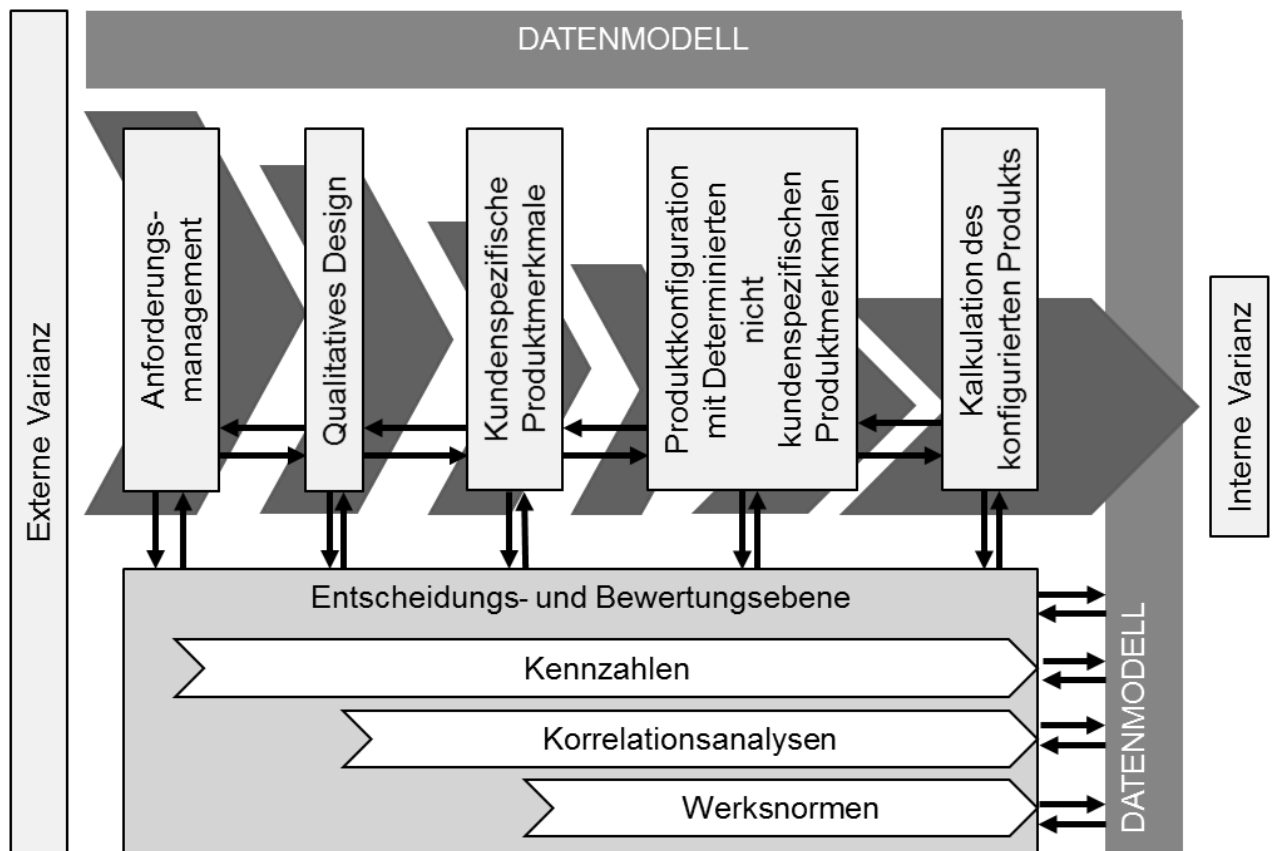 DATENMODELL
Externe Varianz
Anforderungs-
management
Qualitatives Design
Kundenspezifische
Produktmerkmale
Produktkonfiguration
mit Determinierten
nicht
kundenspezifischen
Produktmerkmalen
Kalkulation des
konfigurierten Produkts
Interne Varianz
Entscheidungs- und Bewertungsebene
Kennzahlen
Korrelationsanalysen
Werksnormen
DATENMODELL